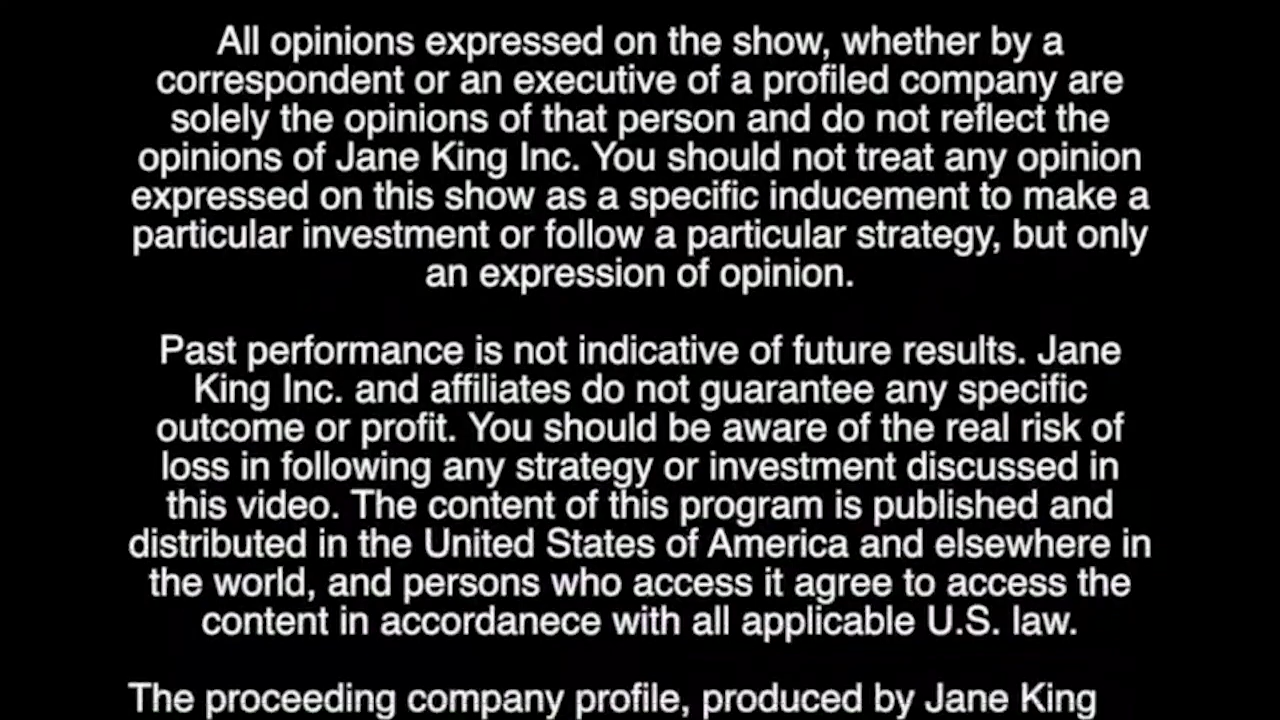 All opinions expressed on the show, whether by a
correspondent or an executive of a profiled company are
solely the opinions of that person and do not reflect the
opinions of Jane King Inc. You should not treat any opinion
expressed on this show as a specific inducement to make a
particular investment or follow a particular strategy, but only
an expression of opinion.
Past performance is not indicative of future results. Jane
King Inc. and affiliates do not guarantee any specific
outcome or profit. You should be aware of the real risk of
loss in following any strategy or investment discussed in
this video. The content of this program is published and
distributed in the United States of America and elsewhere in
the world, and persons who access it agree to access the
content in accordanece with all applicable U.S. law.
The proceeding company profile, produced by Jane King